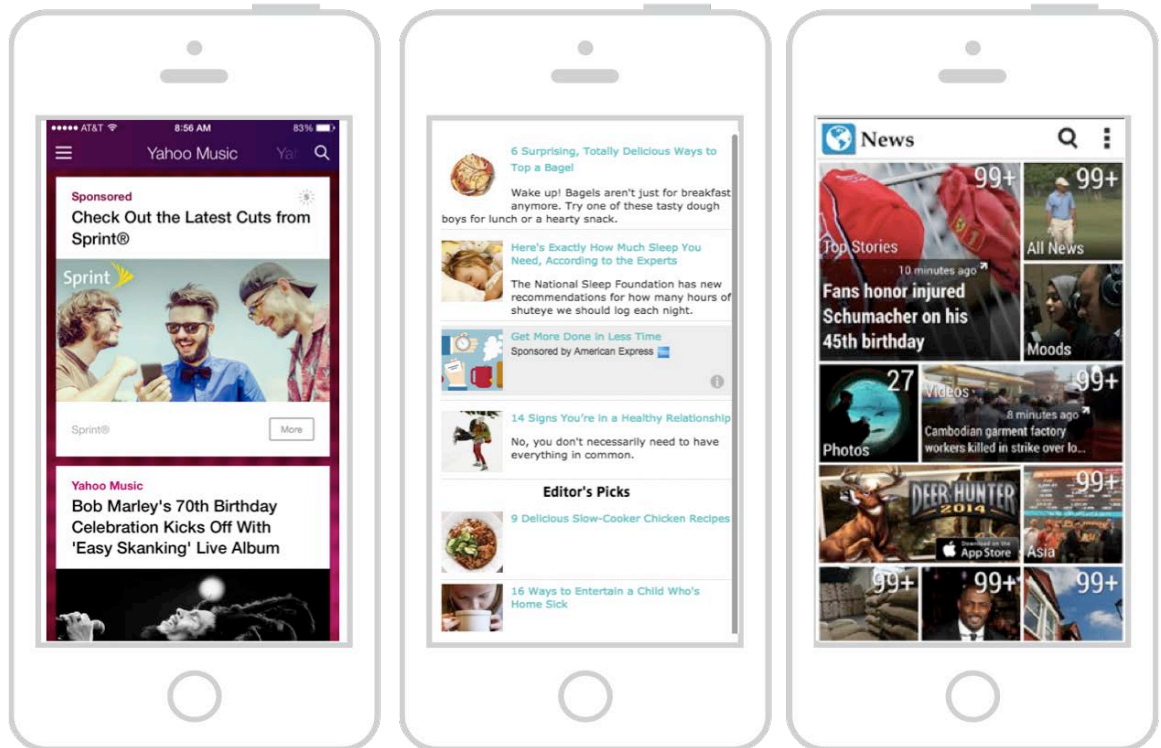 AT&T 8:56 AM 83%
Yahoo Music Ya
Sponsored
Check Out the Latest Cuts from
Sprint®
Sprint
Sprint® More
Yahoo Music
Bob Marley's 70th Birthday
Celebration Kicks Off With
'Easy Skanking' Live Album
6 Surprising, Totally Delicious Ways to
Top a Bagel
Wake up! Bagels aren't just for breakfast
anymore. Try one of these tasty dough
boys for lunch or a hearty snack.
Here's Exactly How Much Sleep You
Need, According to the Experts
The National Sleep Foundation has new
recommendations for how many hours of
shuteye we should log each night.
Get More Done in Less Time
Sponsored by American Express
14 Signs You're in a Healthy Relationship
No, you don't necessarily need to have
everything in common.
Editor's Picks
9 Delicious Slow-Cooker Chicken Recipes
16 Ways to Entertain a Child Who's
Home Sick
News
99+
Top Stories
10 minutes ago
Fans honor injured
Schumacher on his
45th birthday
99+
All News
Moods
27
Photos
Videos
99+
8 minutes ago
Cambodian garment factory
workers killed in strike over lo...
DEER HUNTER
2014
Download on the
App Store
99+
Asia
99+
99+
99+